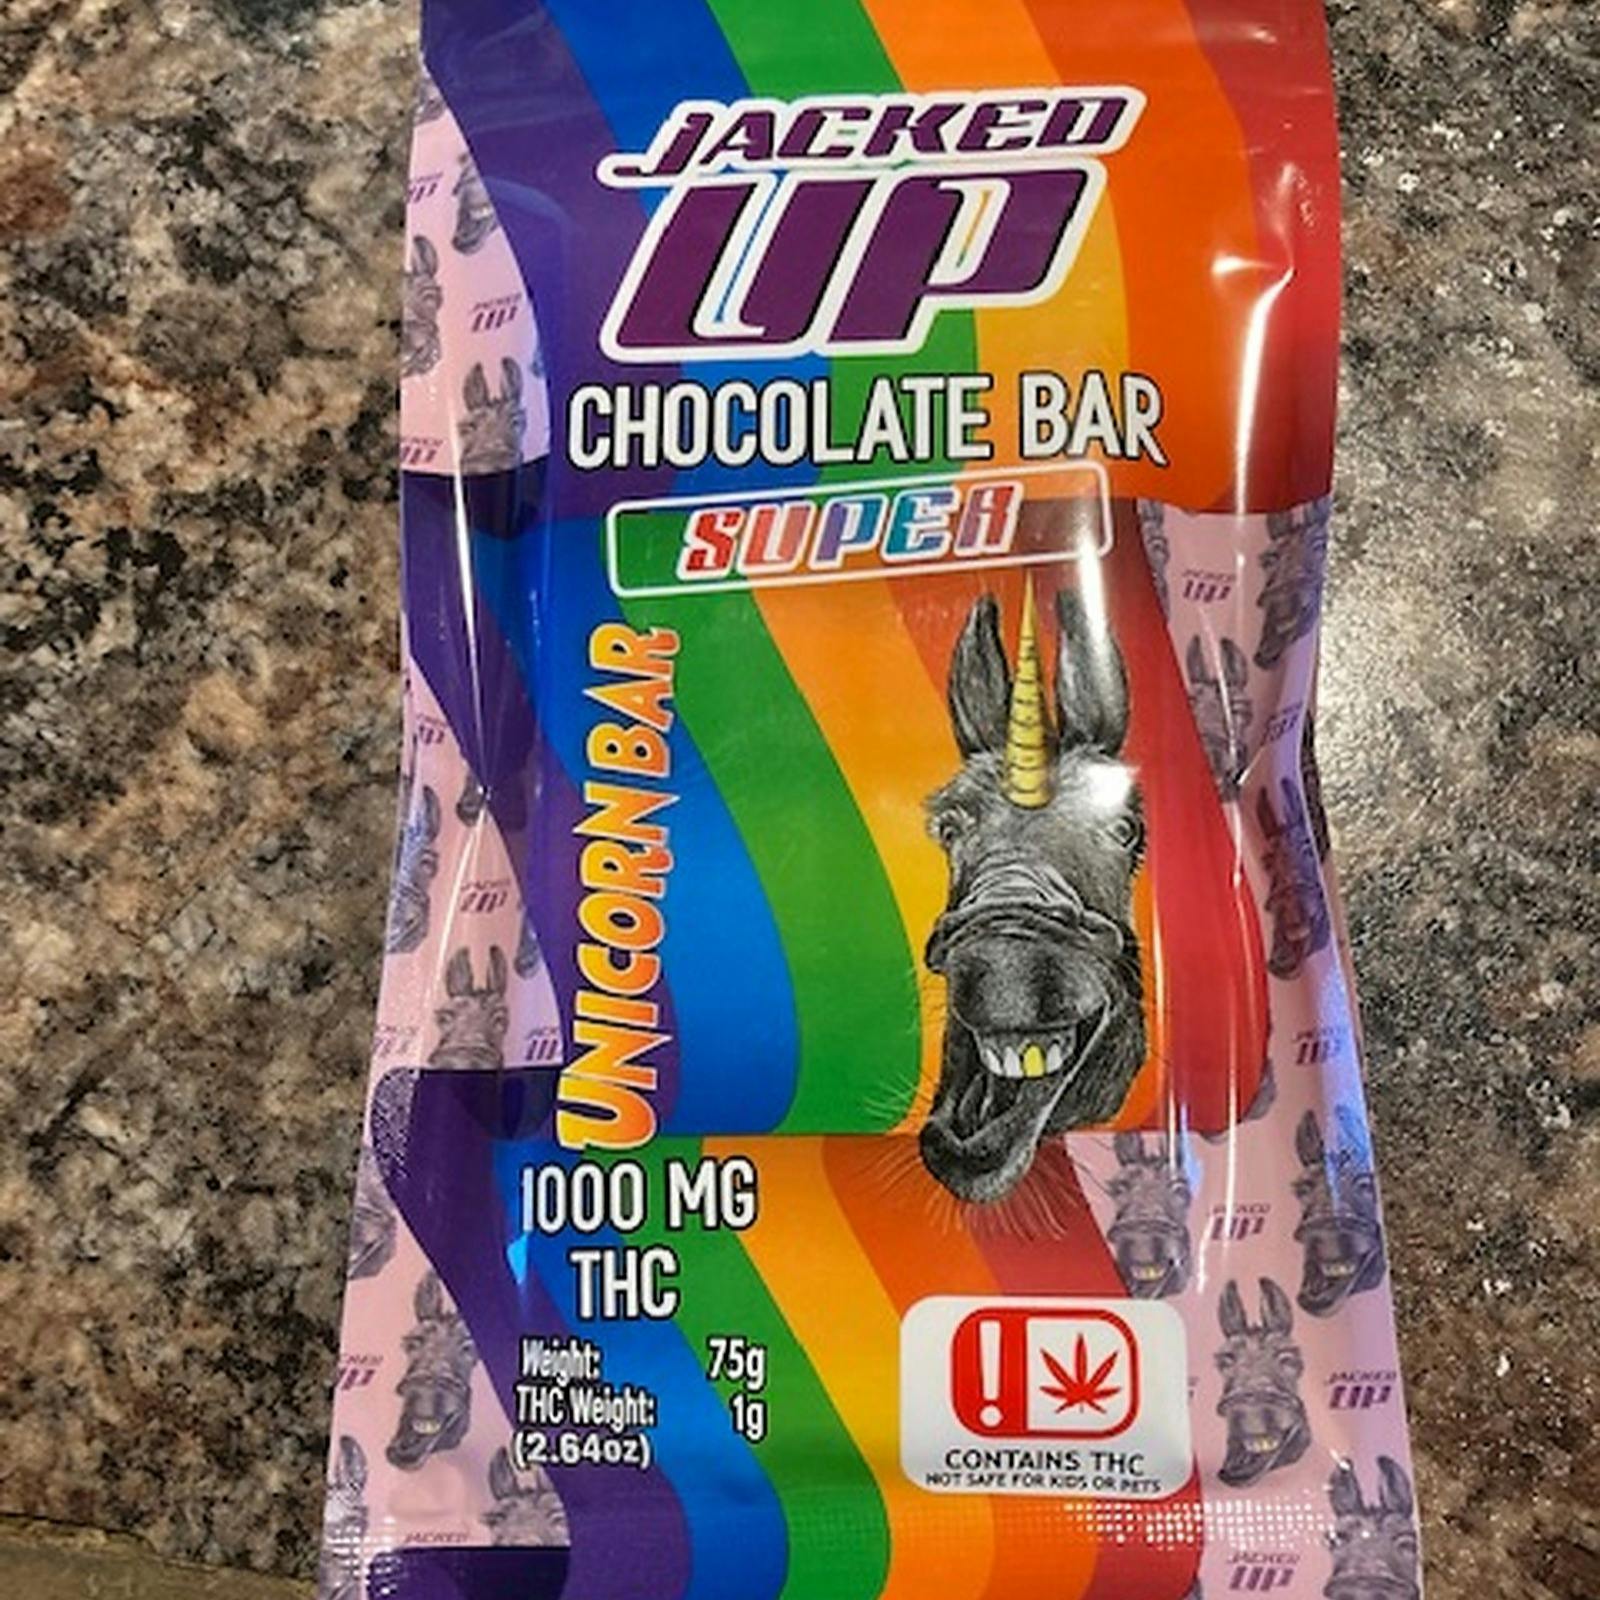 JACKED
UP
CHOCOLATE BAR
SUPER
UNICORN BAR
1000 MG
THC
Weight: 75g
THC Weight: 1g
(2.64oz)
CONTAINS THC
NOT SAFE FOR KIDS OR PETS